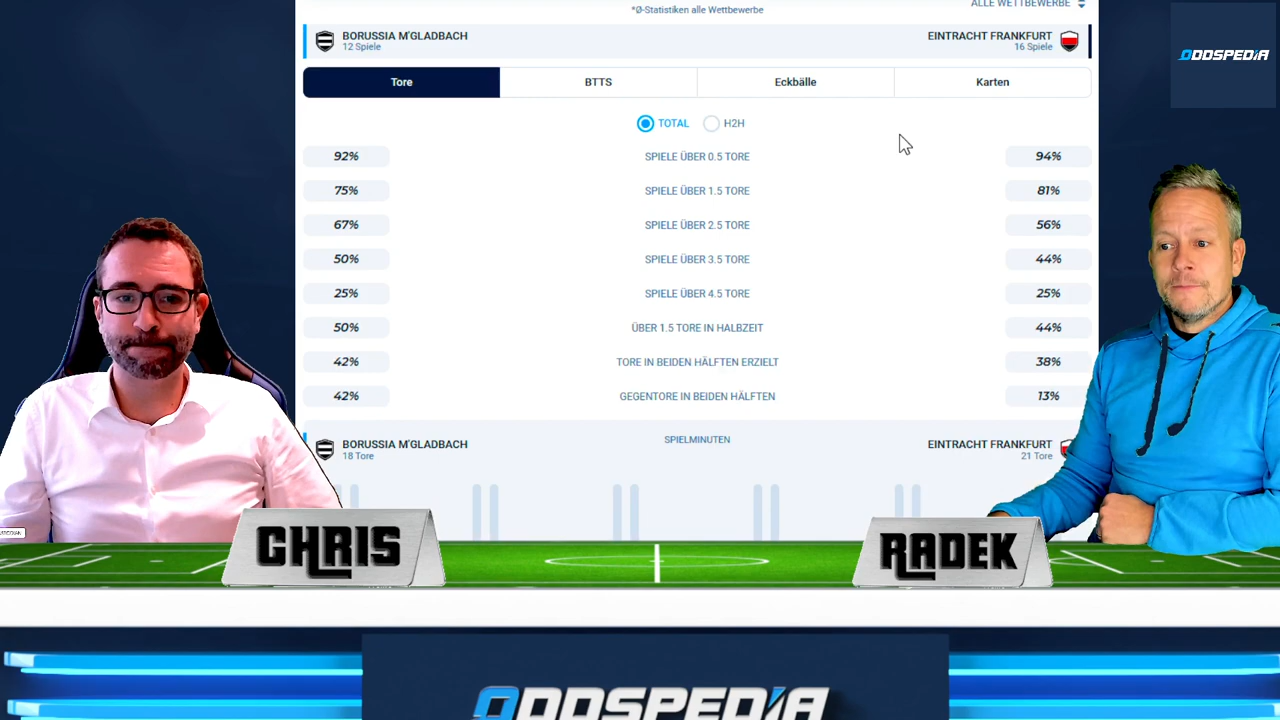 *Ø-Statistiken alle Wettbewerbe
ALLE WETTBEWERBE
BORUSSIA M'GLADBACH
12 Spiele
EINTRACHT FRANKFURT
16 Spiele
ODDSPEDIA
Tore
BTTS
Eckbälle
Karten
TOTAL
H2H
92% SPIELE ÜBER 0.5 TORE 94%
75% SPIELE ÜBER 1.5 TORE 81%
67% SPIELE ÜBER 2.5 TORE 56%
50% SPIELE ÜBER 3.5 TORE 44%
25% SPIELE ÜBER 4.5 TORE 25%
50% ÜBER 1.5 TORE IN HALBZEIT 44%
42% TORE IN BEIDEN HÄLFTEN ERZIELT 38%
42% GEGENTORE IN BEIDEN HÄLFTEN 13%
BORUSSIA M'GLADBACH
18 Tore
SPIELMINUTEN
EINTRACHT FRANKFURT
21 Tore
CHRIS
RADEK
ODDSPEDIA